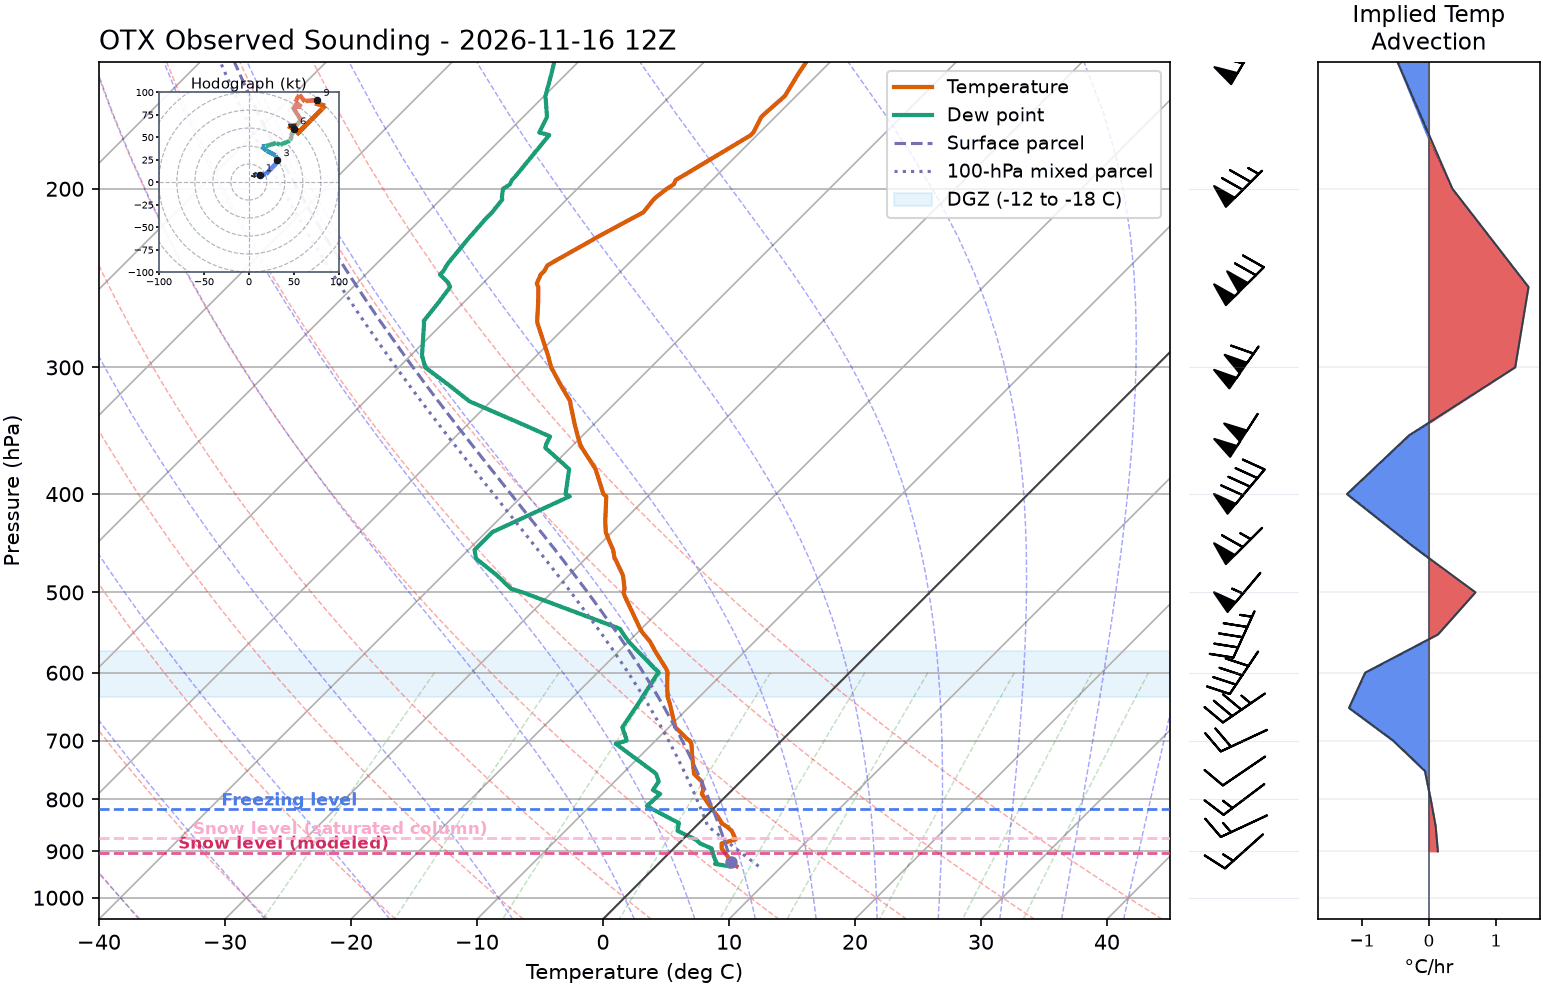 OTX Observed Sounding - 2026-11-16 12Z
Implied Temp
Advection
Hodograph (kt)
100
75
50
25
0
−25
−50
−75
−100
−100
−50
0
50
100
1
3
6
9
Temperature
Dew point
Surface parcel
100-hPa mixed parcel
DGZ (-12 to -18 C)
200
300
400
500
600
700
800
900
1000
Pressure (hPa)
Freezing level
Snow level (saturated column)
Snow level (modeled)
−40
−30
−20
−10
0
10
20
30
40
Temperature (deg C)
−1
0
1
°C/hr